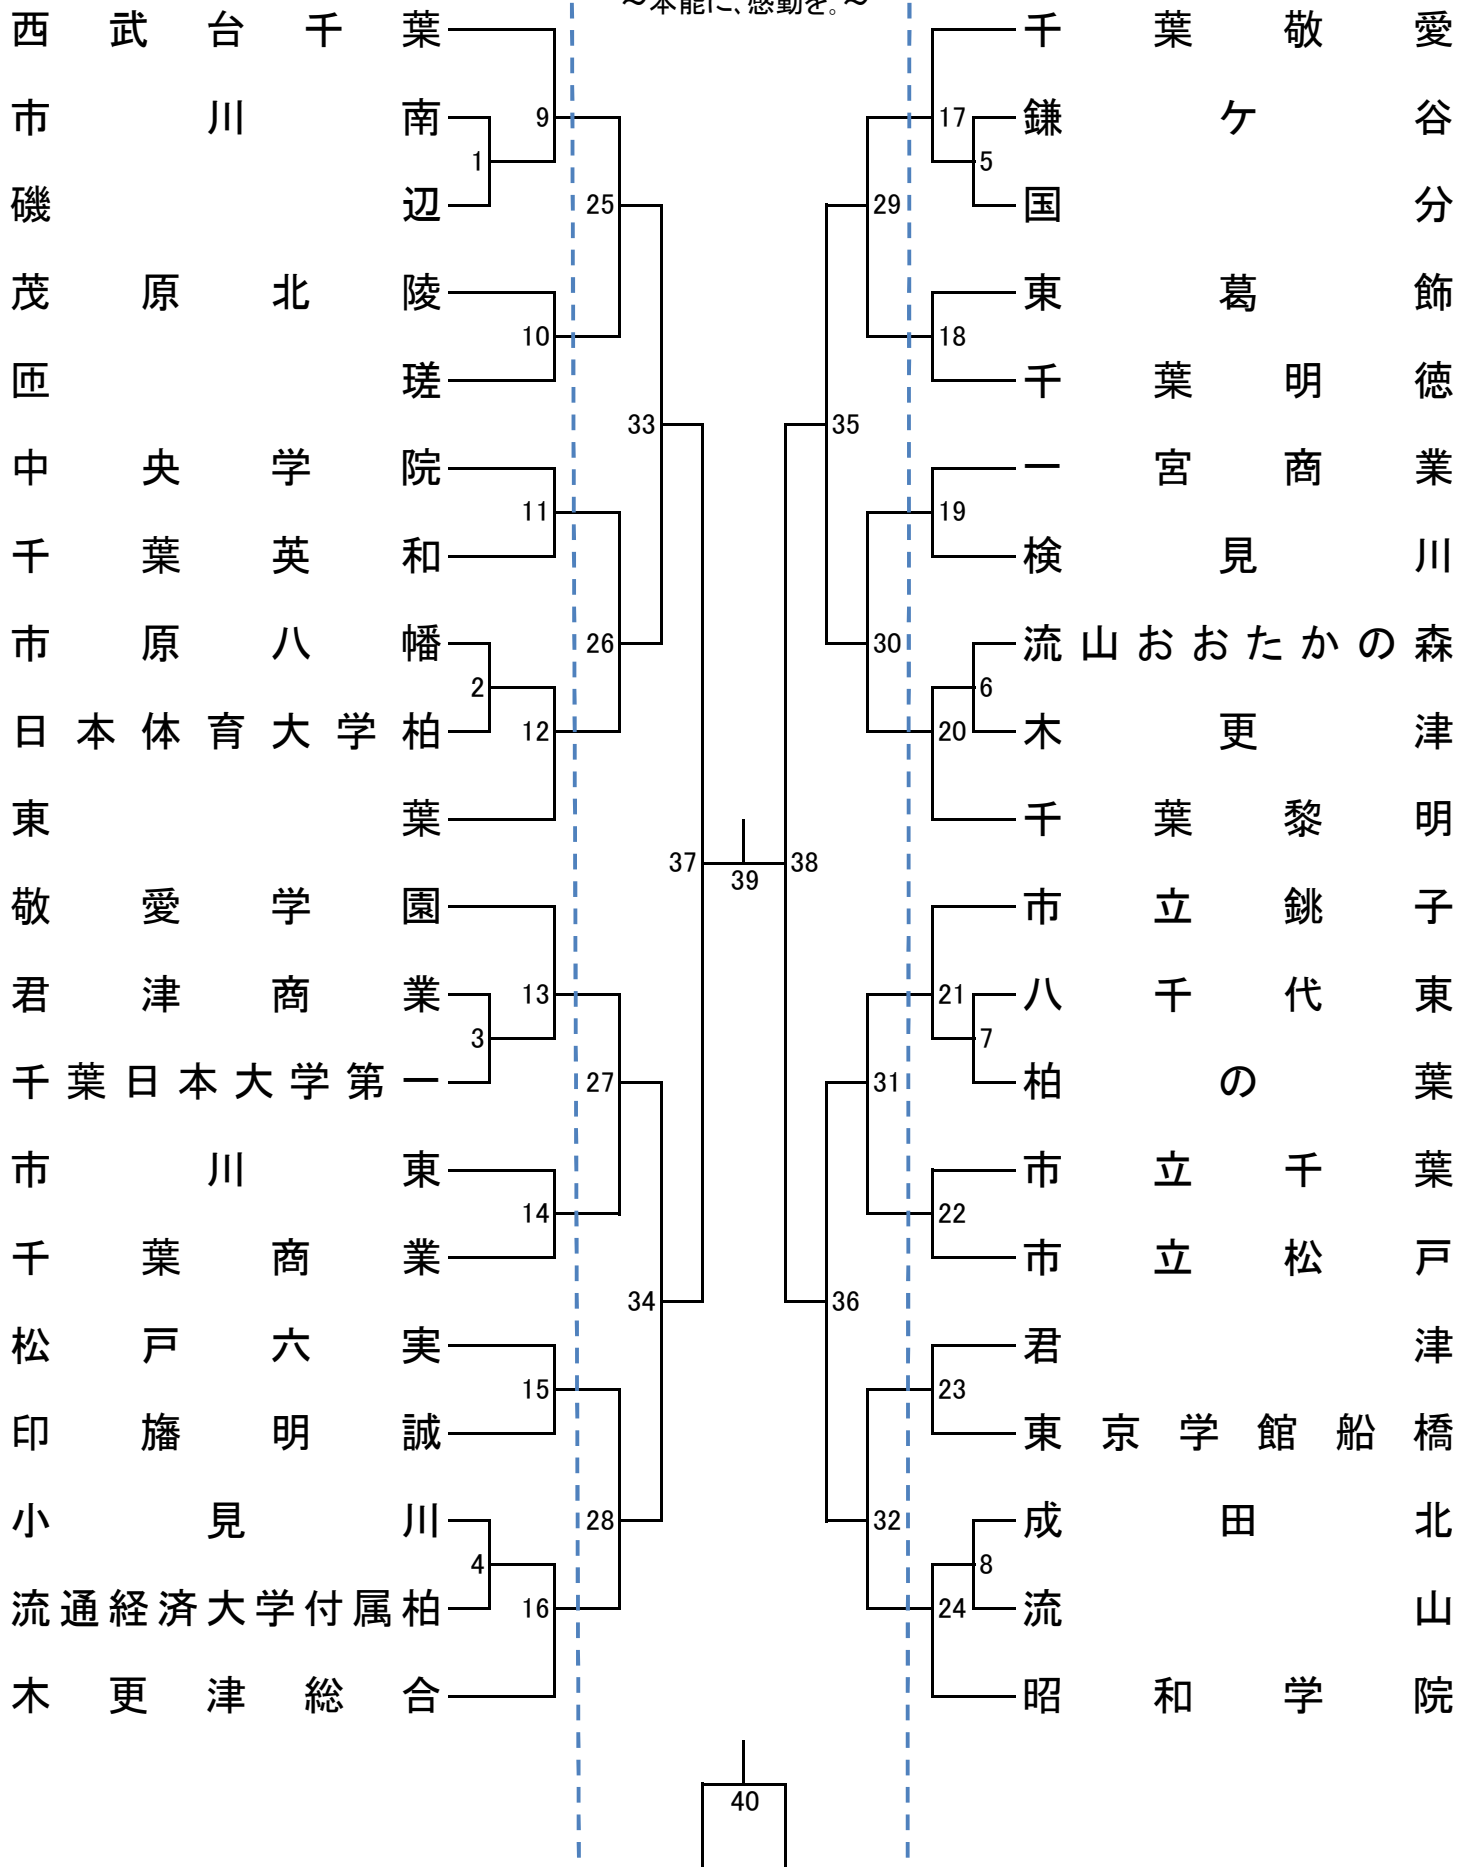 ～本能に、感動を。～
西武台千葉
市川南
磯辺
茂原北陵
匝瑳
中央学院
千葉英和
市原八幡
日本体育大学柏
東葉
敬愛学園
君津商業
千葉日本大学第一
市川東
千葉商業
松戸六実
印旛明誠
小見川
流通経済大学付属柏
木更津総合
1
2
3
4
9
10
11
12
13
14
15
16
25
26
27
28
33
34
37
39
40
38
35
36
29
30
31
32
17
18
19
20
21
22
23
24
5
6
7
8
千葉敬愛
鎌ケ谷
国分
東葛飾
千葉明徳
一宮商業
検見川
流山おおたかの森
木更津
千葉黎明
市立銚子
八千代東
柏の葉
市立千葉
市立松戸
君津
東京学館船橋
成田北
流山
昭和学院